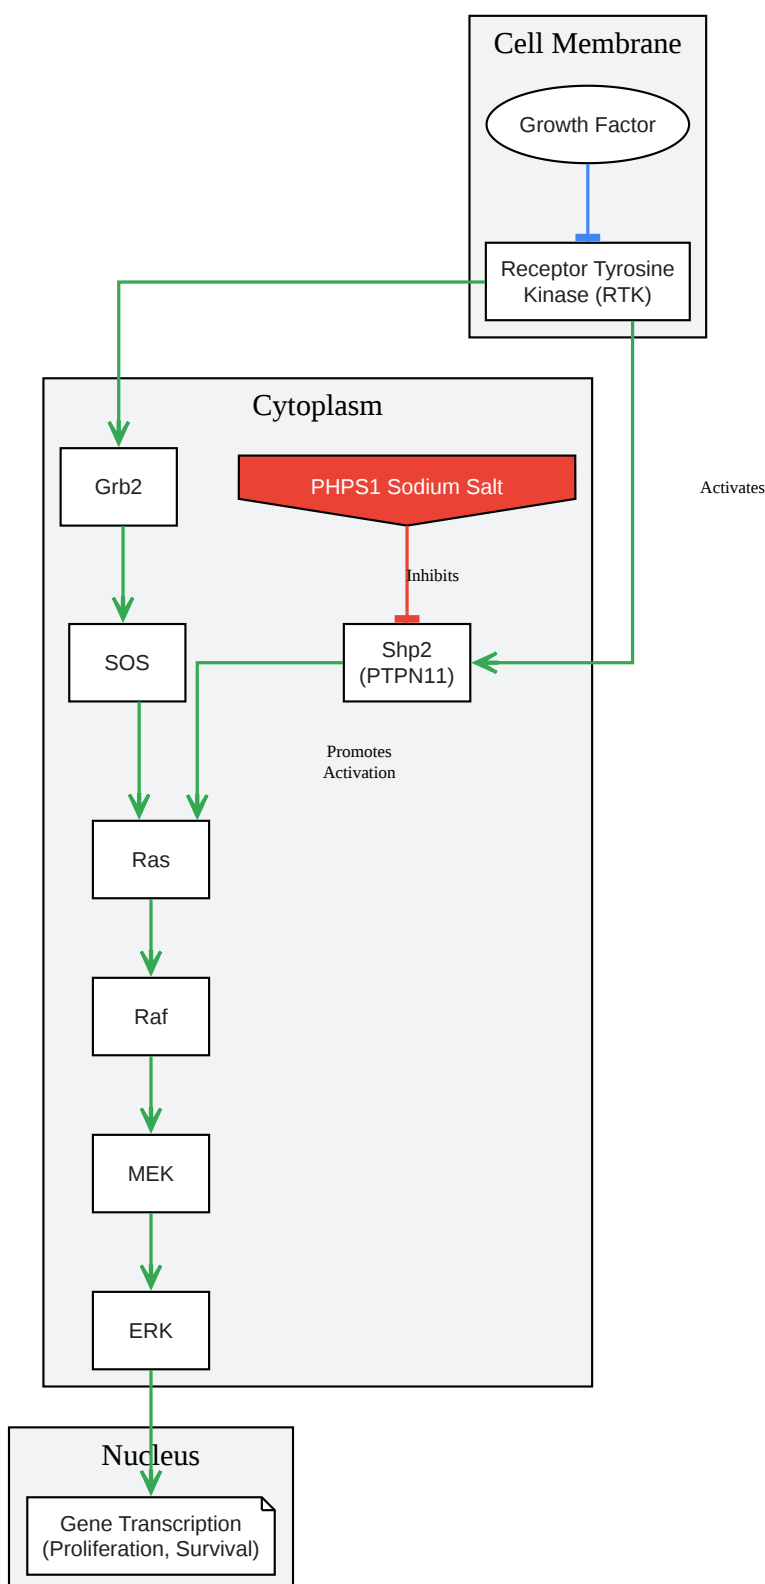 Cell Membrane
Growth Factor
Receptor Tyrosine
Kinase (RTK)
Cytoplasm
Grb2
PHPS1 Sodium Salt
Activates
Inhibits
SOS
Shp2
(PTPN11)
Promotes
Activation
Ras
Raf
MEK
ERK
Nucleus
Gene Transcription
(Proliferation, Survival)